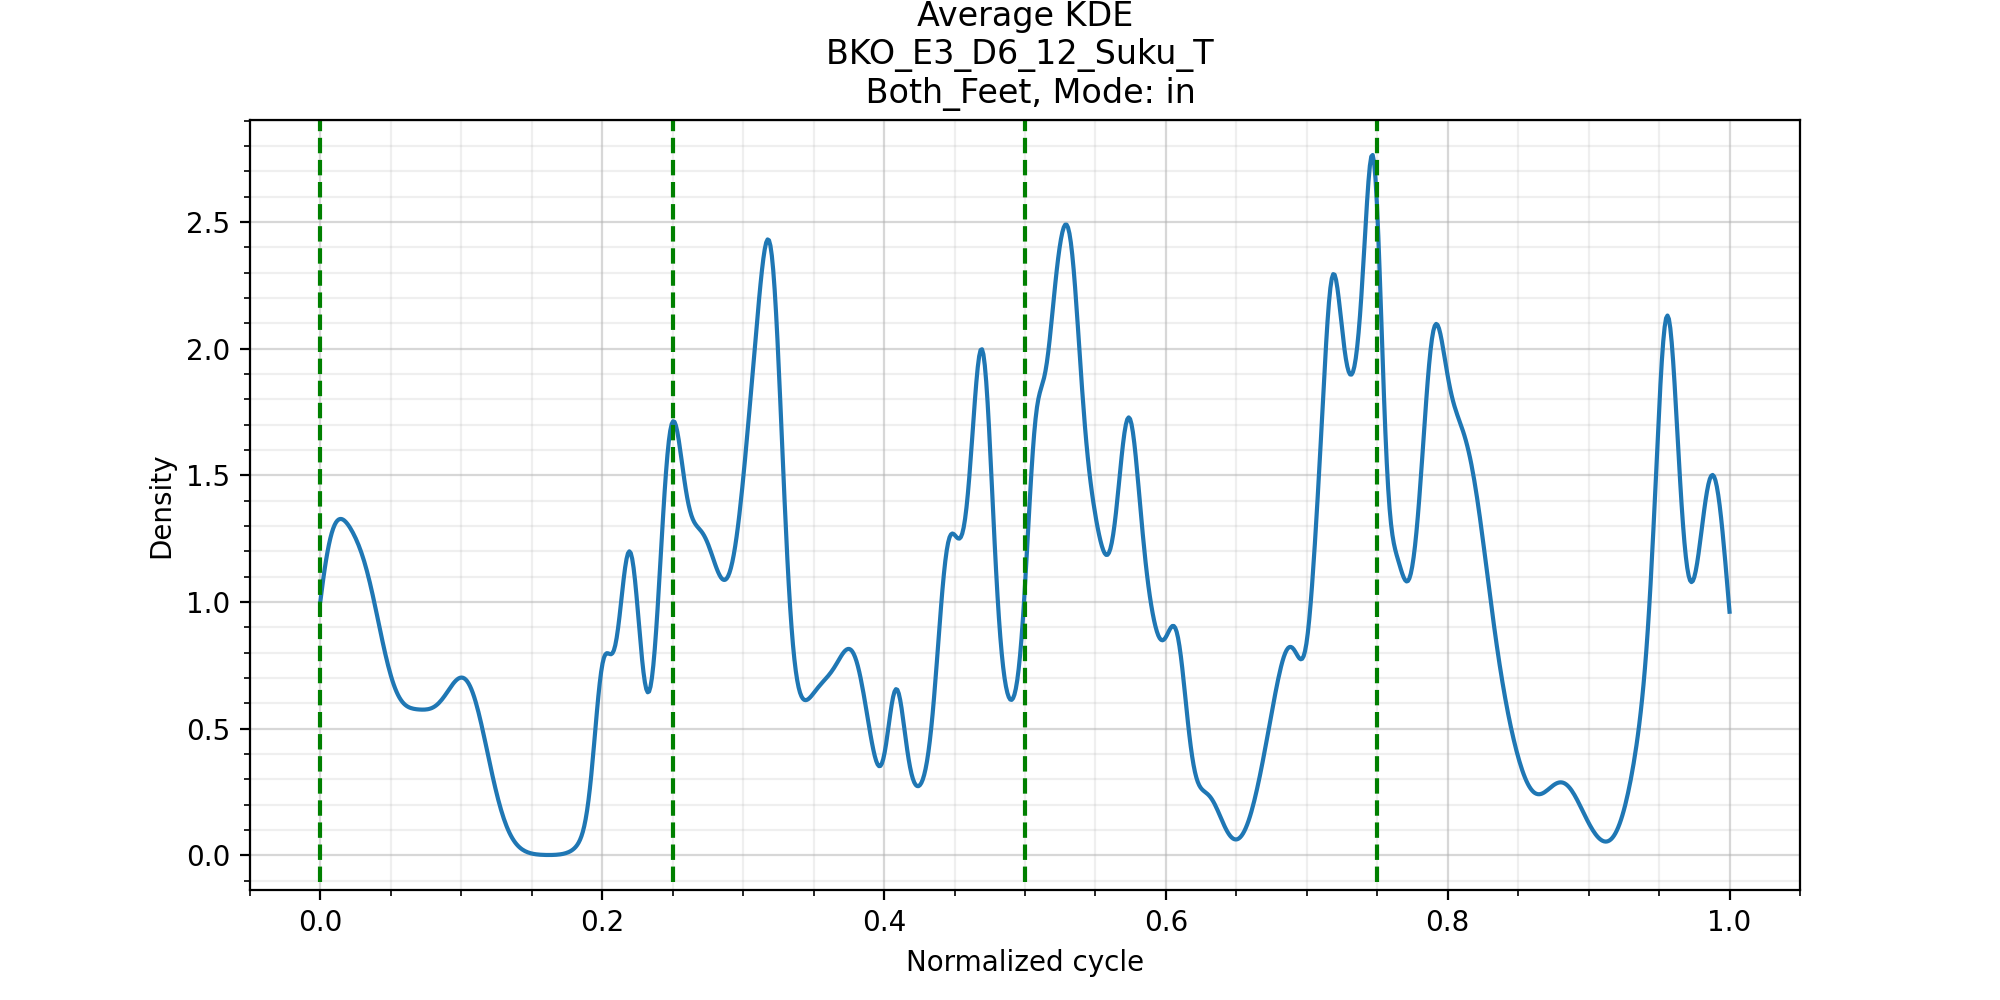 Average KDE
BKO_E3_D6_12_Suku_T
Both_Feet, Mode: in
Density
2.5
2.0
1.5
1.0
0.5
0.0
0.0 0.2 0.4 0.6 0.8 1.0
Normalized cycle